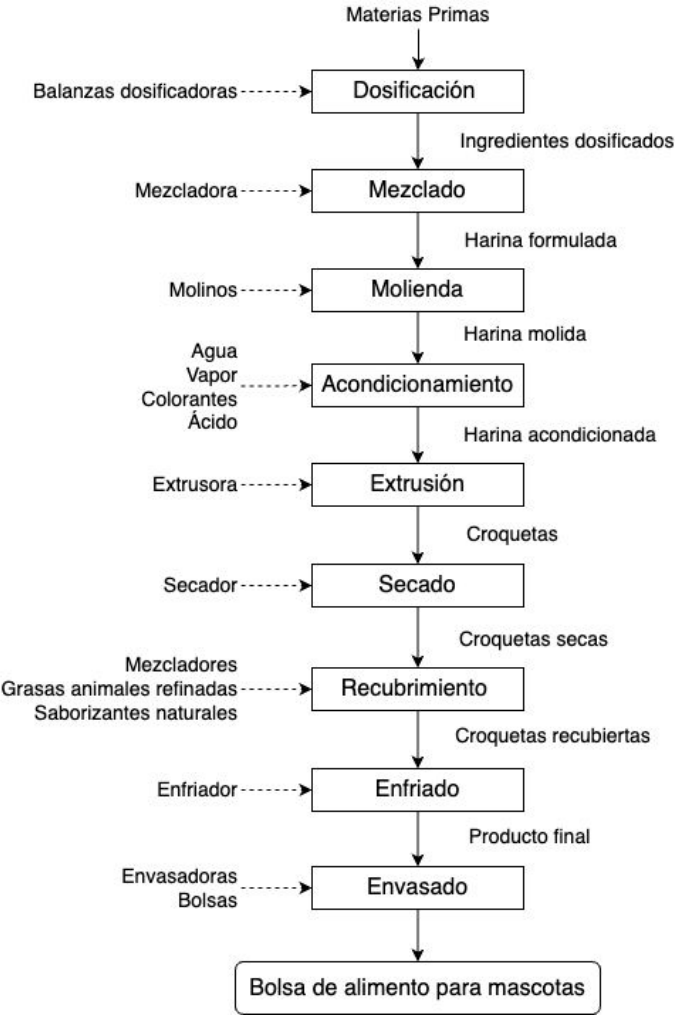 Materias Primas
Balanzas dosificadoras
Dosificación
Ingredientes dosificados
Mezcladora
Mezclado
Harina formulada
Molinos
Molienda
Harina molida
Agua
Vapor
Colorantes
Ácido
Acondicionamiento
Harina acondicionada
Extrusora
Extrusión
Croquetas
Secador
Secado
Croquetas secas
Mezcladores
Grasas animales refinadas
Saborizantes naturales
Recubrimiento
Croquetas recubiertas
Enfriador
Enfriado
Producto final
Envasadoras
Bolsas
Envasado
Bolsa de alimento para mascotas